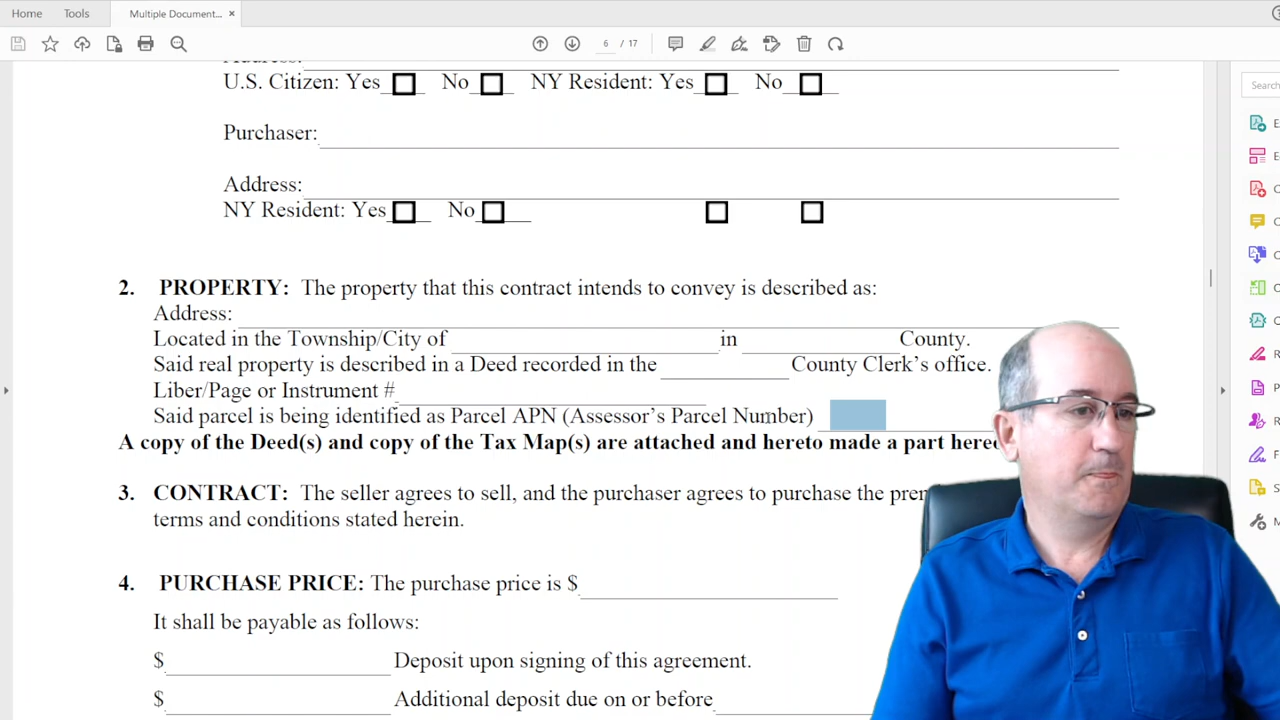 Home Tools Multiple Document... ×
6 / 17
Address:
Search
U.S. Citizen: Yes No NY Resident: Yes No
Purchaser:
Address:
NY Resident: Yes No
2. PROPERTY: The property that this contract intends to convey is described as:
Address:
Located in the Township/City of in County.
Said real property is described in a Deed recorded in the County Clerk's office.
Liber/Page or Instrument #
Said parcel is being identified as Parcel APN (Assessor's Parcel Number)
A copy of the Deed(s) and copy of the Tax Map(s) are attached and hereto made a part
3. CONTRACT: The seller agrees to sell, and the purchaser agrees to purchase the
terms and conditions stated herein.
4. PURCHASE PRICE: The purchase price is $
It shall be payable as follows:
$ Deposit upon signing of this agreement.
$ Additional deposit due on or before